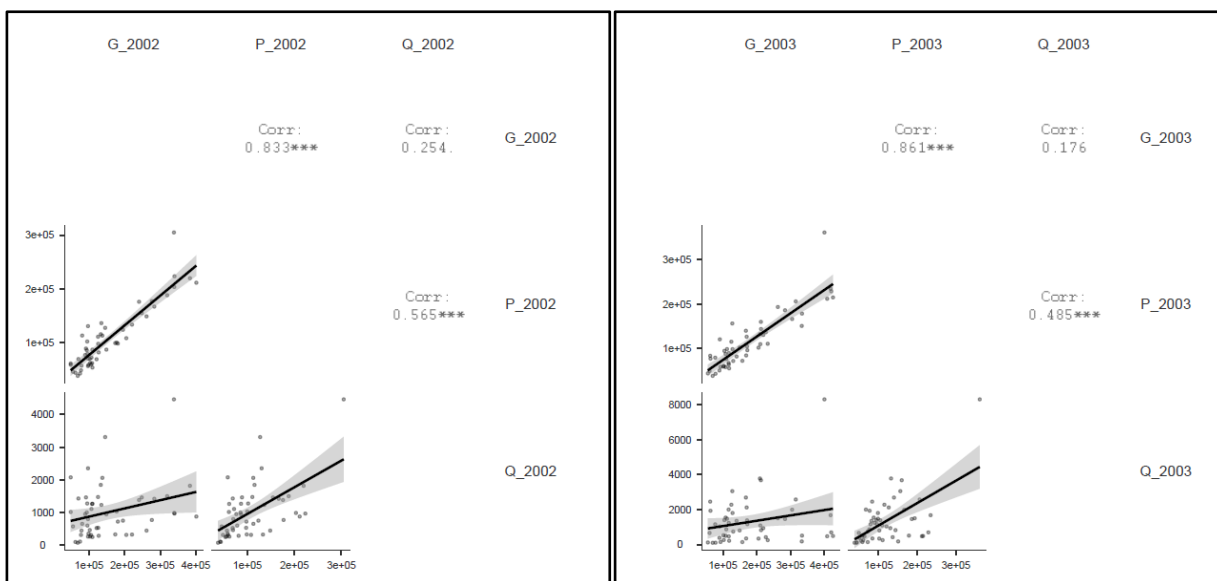 G_2002 P_2002 Q_2002
Corr: Corr:
0.833*** 0.254. G_2002
3e+05
2e+05
1e+05
Corr:
0.565*** P_2002
4000
3000
2000
1000
0
Q_2002
1e+05 2e+05 3e+05 4e+05 1e+05 2e+05 3e+05
G_2003 P_2003 Q_2003
Corr: Corr:
0.861*** 0.176 G_2003
3e+05
2e+05
1e+05
Corr:
0.485*** P_2003
8000
6000
4000
2000
0
Q_2003
1e+05 2e+05 3e+05 4e+05 1e+05 2e+05 3e+05